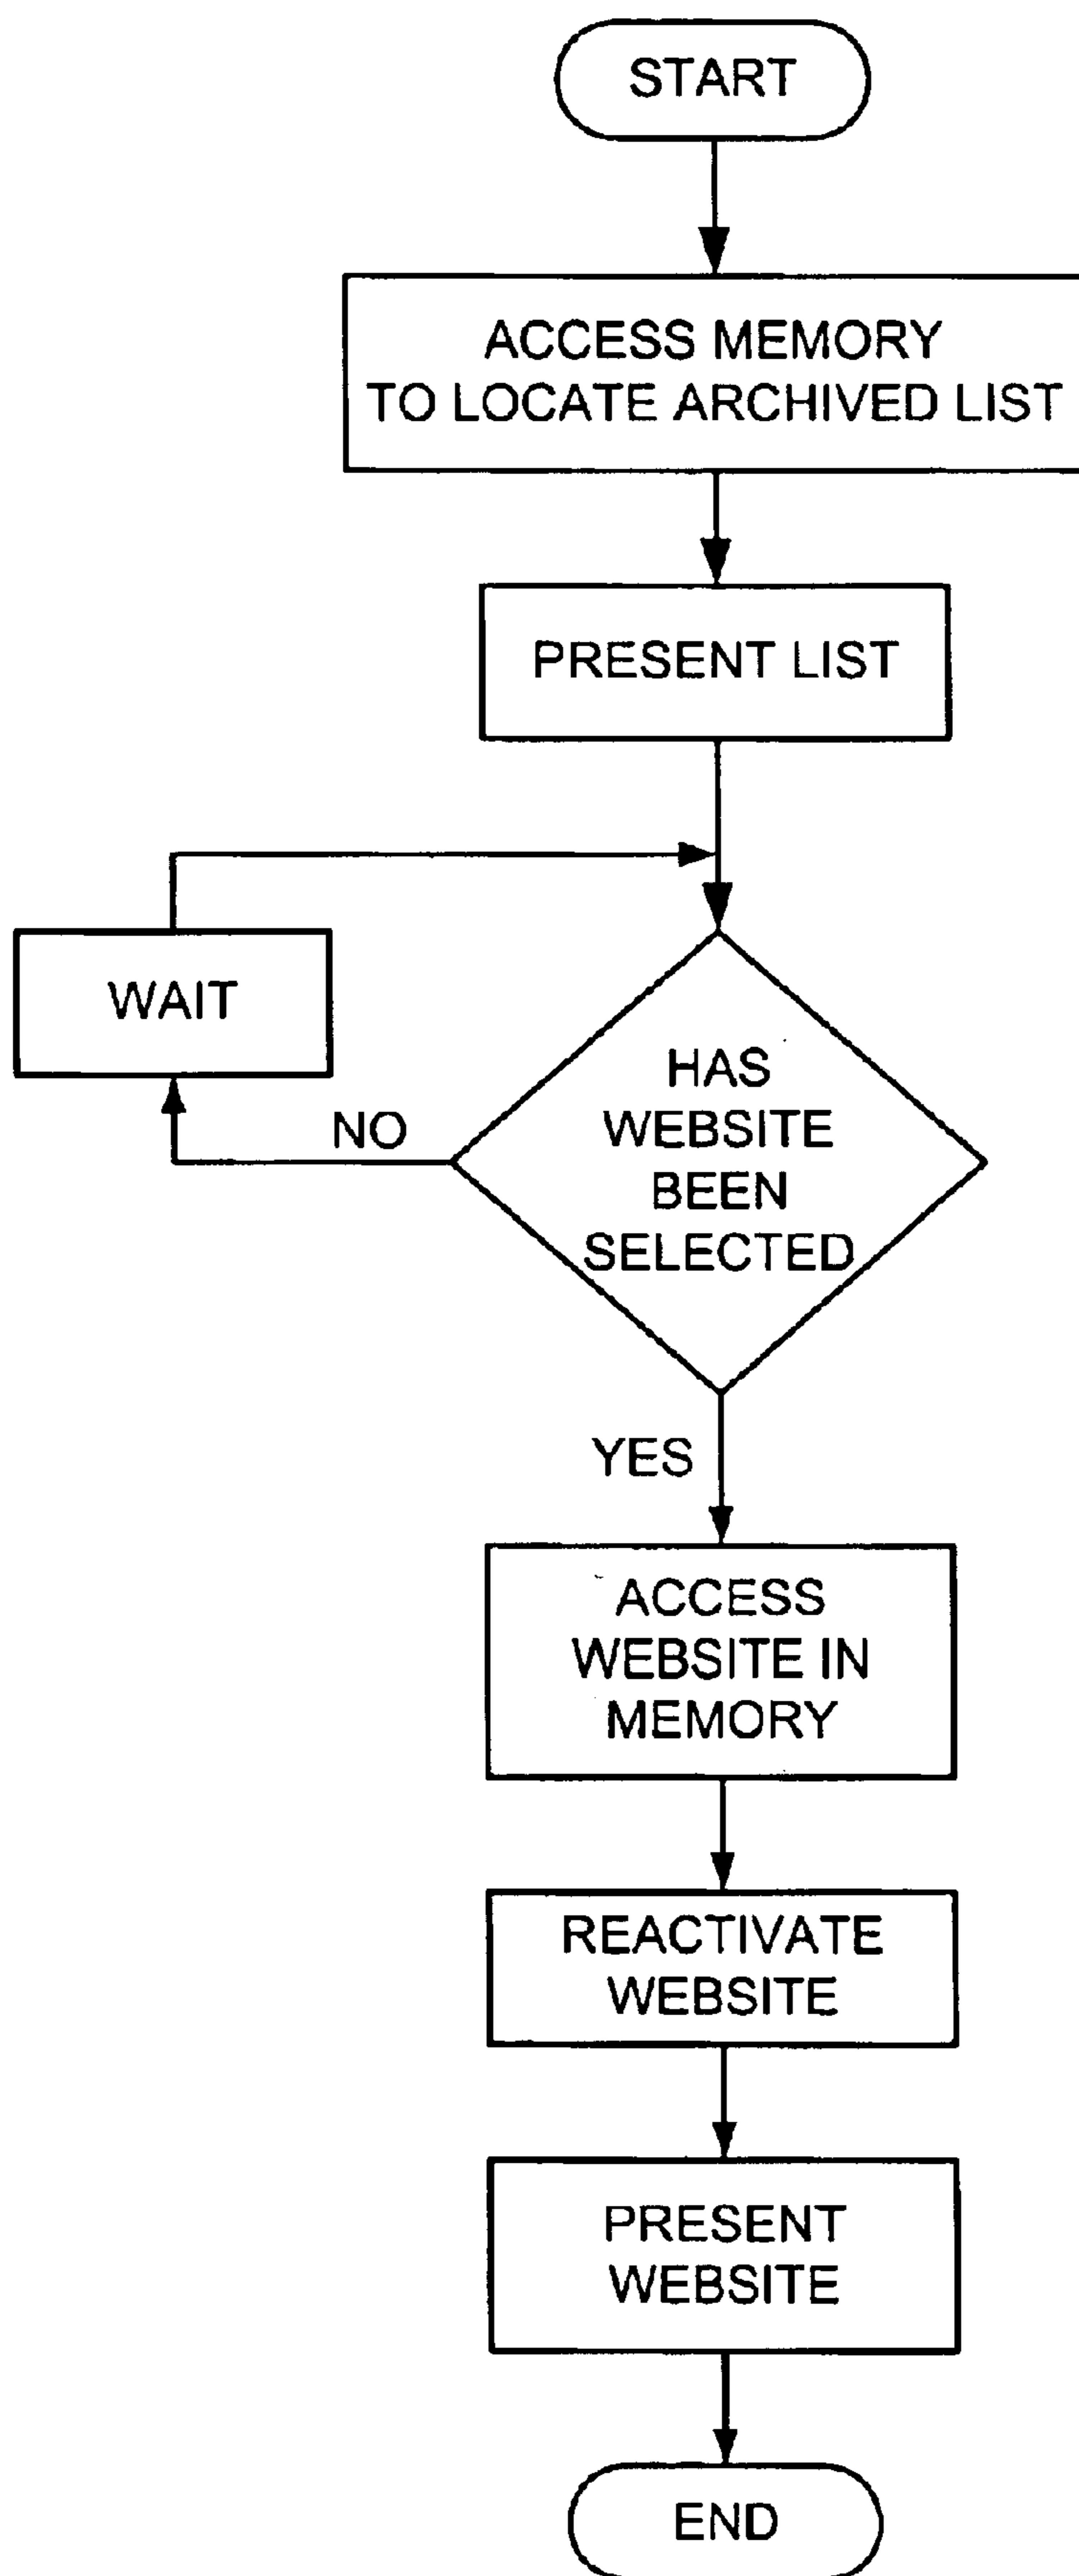 START
ACCESS MEMORY
TO LOCATE ARCHIVED LIST
PRESENT LIST
WAIT
HAS
WEBSITE
BEEN
SELECTED
NO
YES
ACCESS
WEBSITE IN
MEMORY
REACTIVATE
WEBSITE
PRESENT
WEBSITE
END